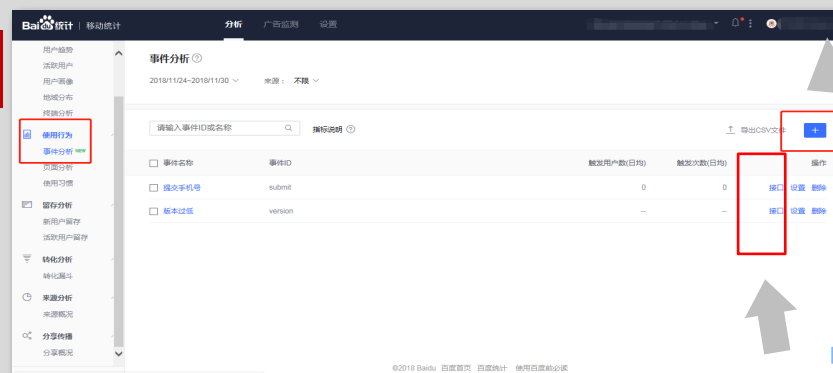 Bai du 统计 | 移动统计
分析 广告监测 设置
用户趋势
活跃用户
用户画像
地域分布
终端分析
使用行为
事件分析 NEW
页面分析
使用习惯
留存分析
新用户留存
活跃用户留存
转化分析
转化漏斗
来源分析
来源概况
分享传播
分享概况
事件分析 ?
2018/11/24~2018/11/30 来源： 不限
请输入事件ID或名称 指标说明 ? 导出CSV文件 +
事件名称 事件ID 触发用户数(日均) 触发次数(日均) 操作
提交手机号 submit 0 0 接口 设置 删除
版本过低 version -- -- 接口 设置 删除
©2018 Baidu 百度首页 百度统计 使用百度前必读